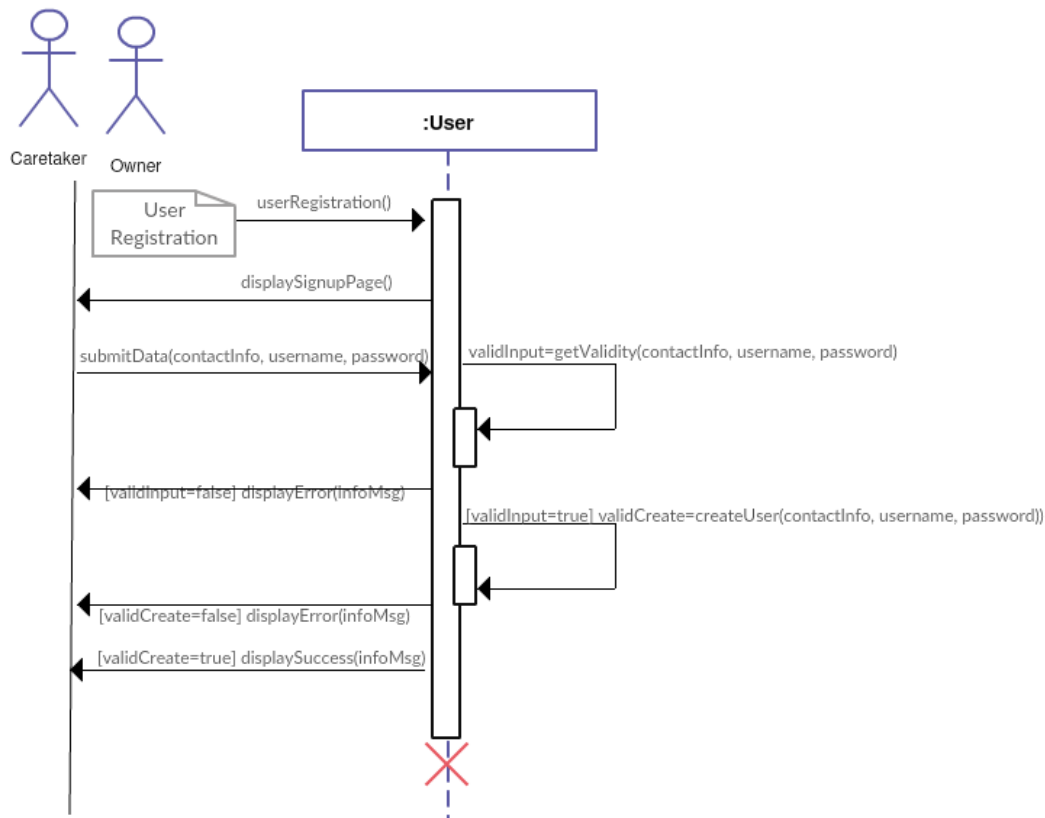 Caretaker
Owner
:User
User
Registration
userRegistration()
displaySignupPage()
submitData(contactInfo, username, password)
validInput=getValidity(contactInfo, username, password)
[validInput=false] displayError(infoMsg)
[validInput=true] validCreate=createUser(contactInfo, username, password))
[validCreate=false] displayError(infoMsg)
[validCreate=true] displaySuccess(infoMsg)